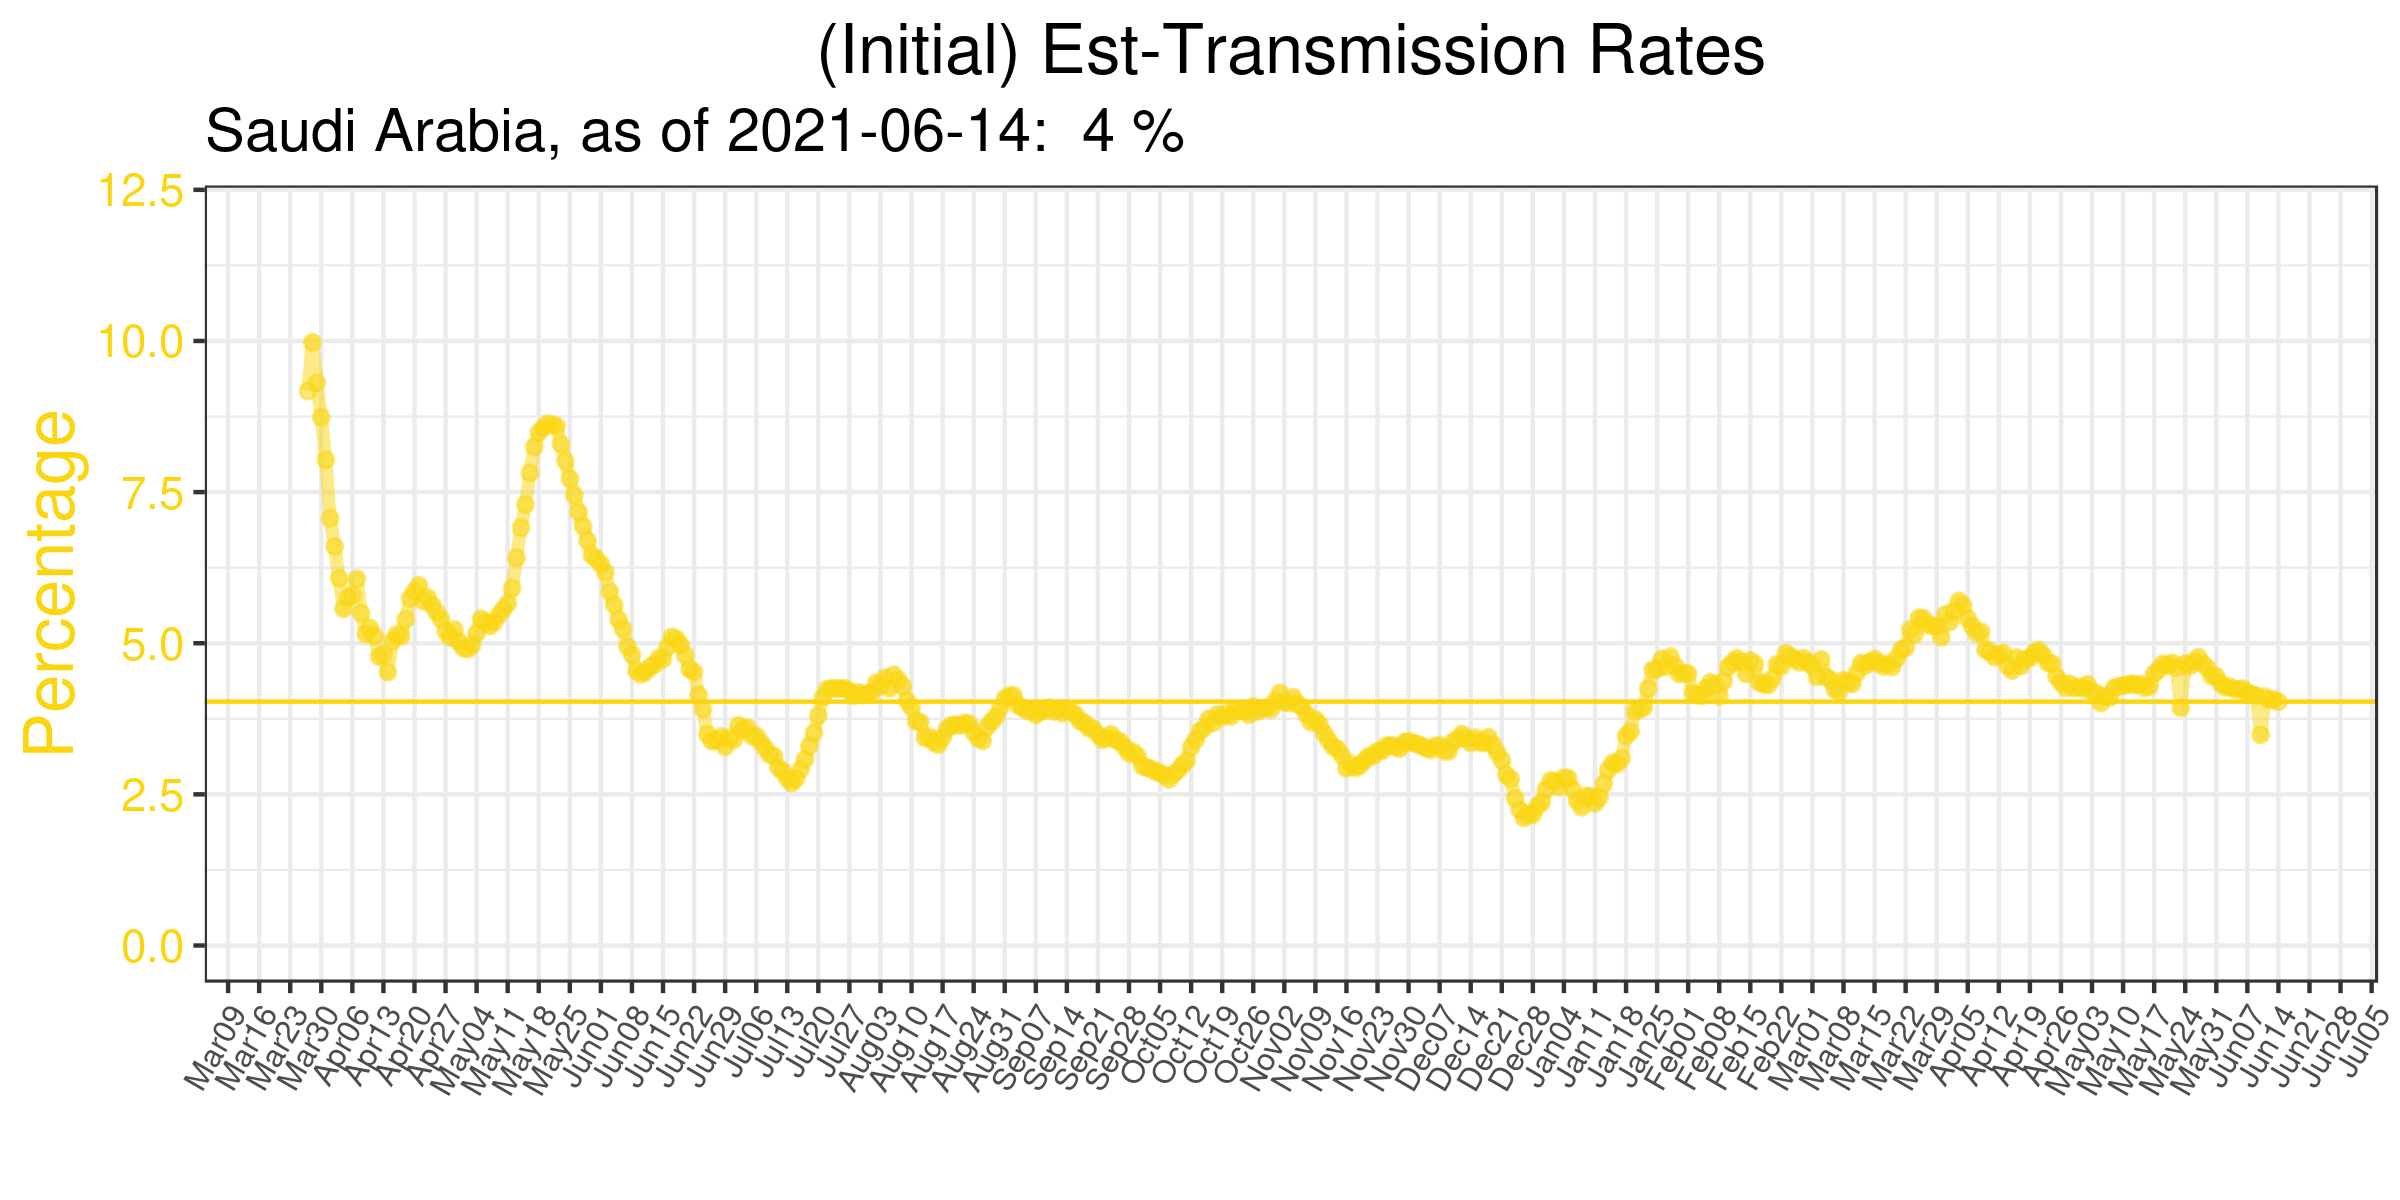 (Initial) Est-Transmission Rates
Saudi Arabia, as of 2021-06-14:  4 %
Percentage
12.5
10.0
7.5
5.0
2.5
0.0
Mar09
Mar16
Mar23
Mar30
Apr06
Apr13
Apr20
Apr27
May04
May11
May18
May25
Jun01
Jun08
Jun15
Jun22
Jun29
Jul06
Jul13
Jul20
Jul27
Aug03
Aug10
Aug17
Aug24
Aug31
Sep07
Sep14
Sep21
Sep28
Oct05
Oct12
Oct19
Oct26
Nov02
Nov09
Nov16
Nov23
Nov30
Dec07
Dec14
Dec21
Dec28
Jan04
Jan11
Jan18
Jan25
Feb01
Feb08
Feb15
Feb22
Mar01
Mar08
Mar15
Mar22
Mar29
Apr05
Apr12
Apr19
Apr26
May03
May10
May17
May24
May31
Jun07
Jun14
Jun21
Jun28
Jul05